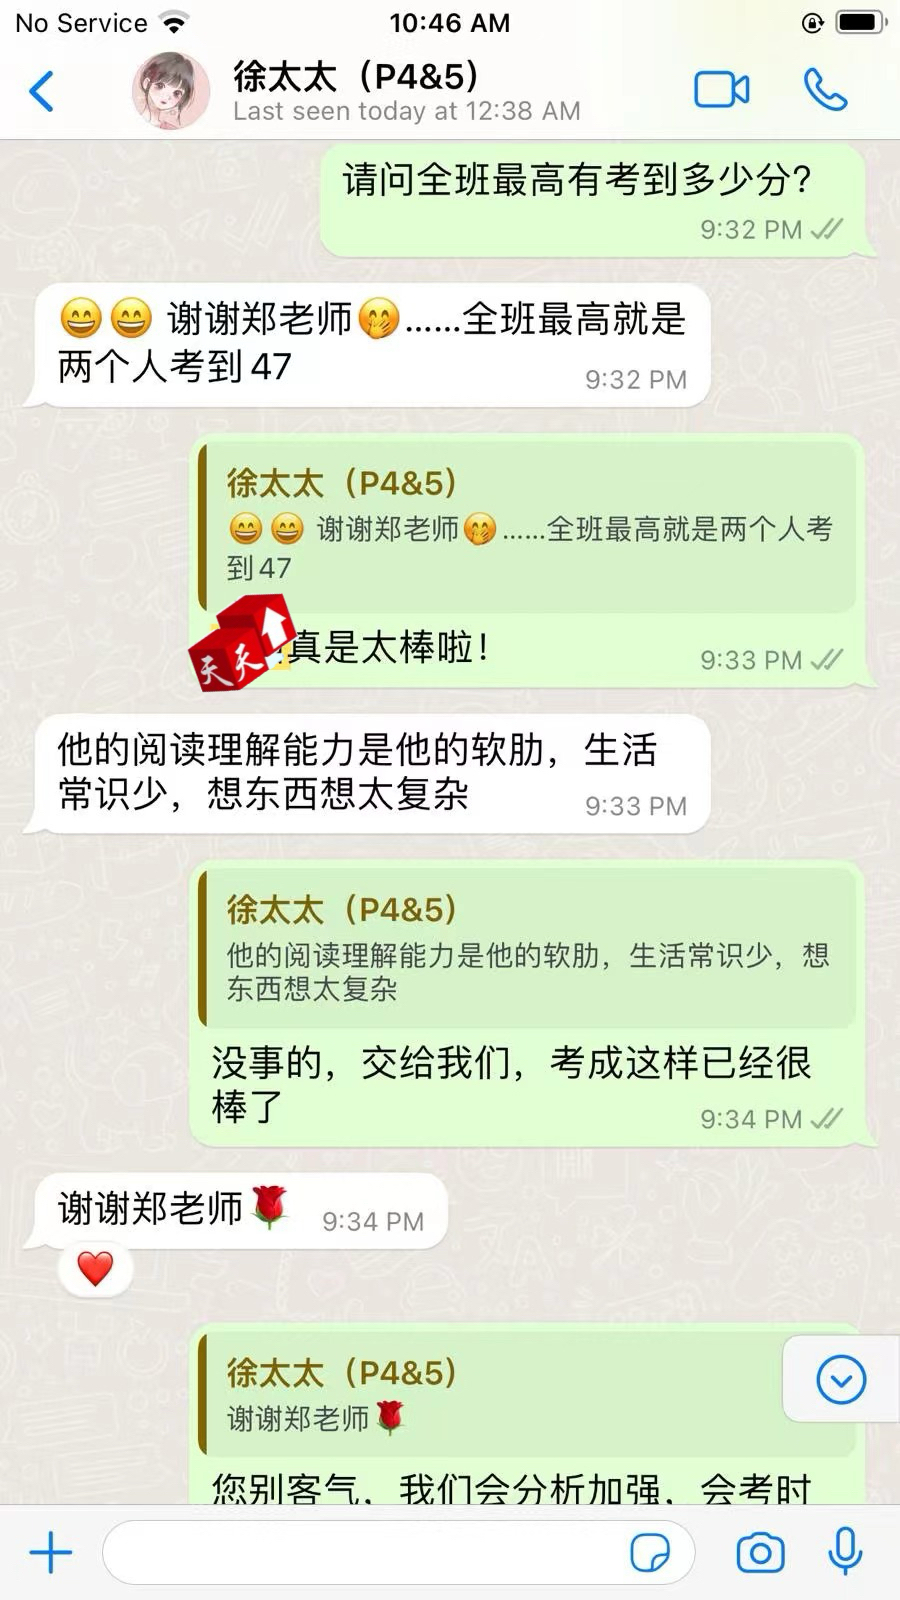 No Service
10:46 AM
徐太太（P4&5）
Last seen today at 12:38 AM
请问全班最高有考到多少分?
9:32 PM
😄😄 谢谢郑老师🤭……全班最高就是
两个人考到 47
9:32 PM
徐太太（P4&5）
😄😄 谢谢郑老师🤭……全班最高就是两个人考
到 47
天天
真是太棒啦！
9:33 PM
他的阅读理解能力是他的软肋，生活
常识少，想东西想太复杂
9:33 PM
徐太太（P4&5）
他的阅读理解能力是他的软肋，生活常识少，想
东西想太复杂
没事的，交给我们，考成这样已经很
棒了
9:34 PM
谢谢郑老师🌹
9:34 PM
❤️
徐太太（P4&5）
谢谢郑老师🌹
您别客气，我们会分析加强，会考时